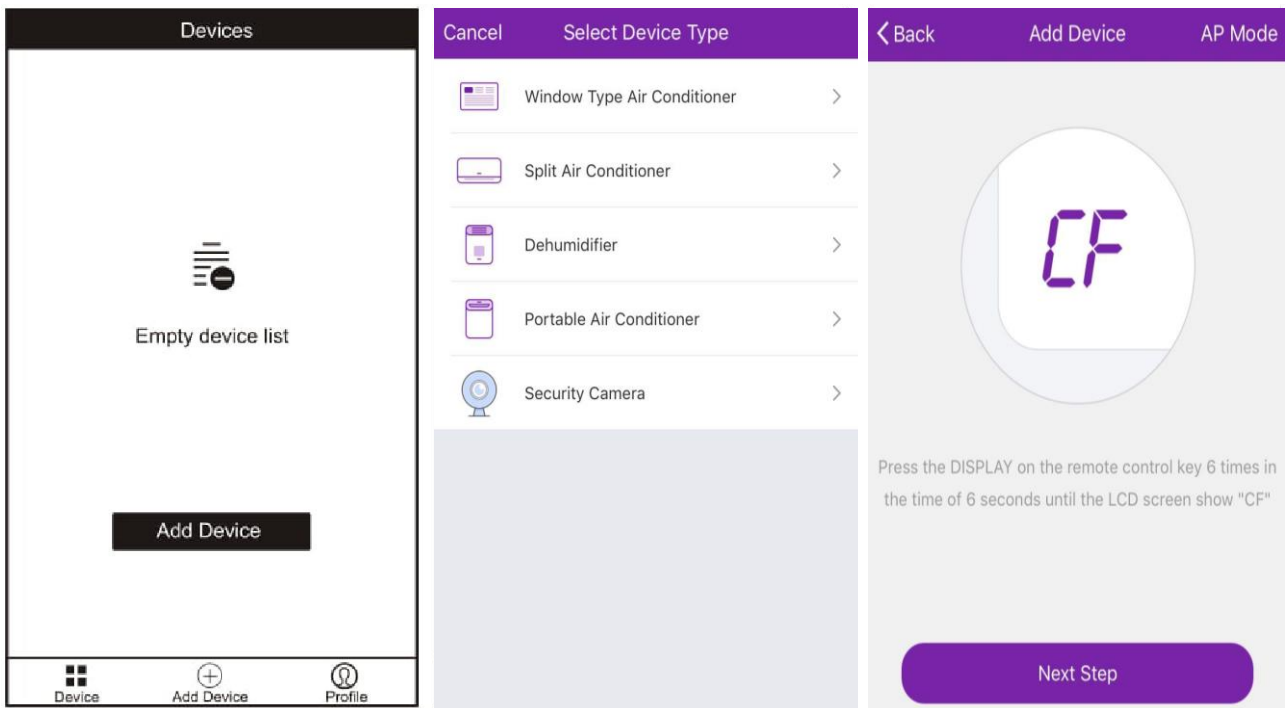 Devices
Empty device list
Add Device
Device
Add Device
Profile
Cancel
Select Device Type
Window Type Air Conditioner
Split Air Conditioner
Dehumidifier
Portable Air Conditioner
Security Camera
Back
Add Device
AP Mode
CF
Press the DISPLAY on the remote control key 6 times in
the time of 6 seconds until the LCD screen show "CF"
Next Step